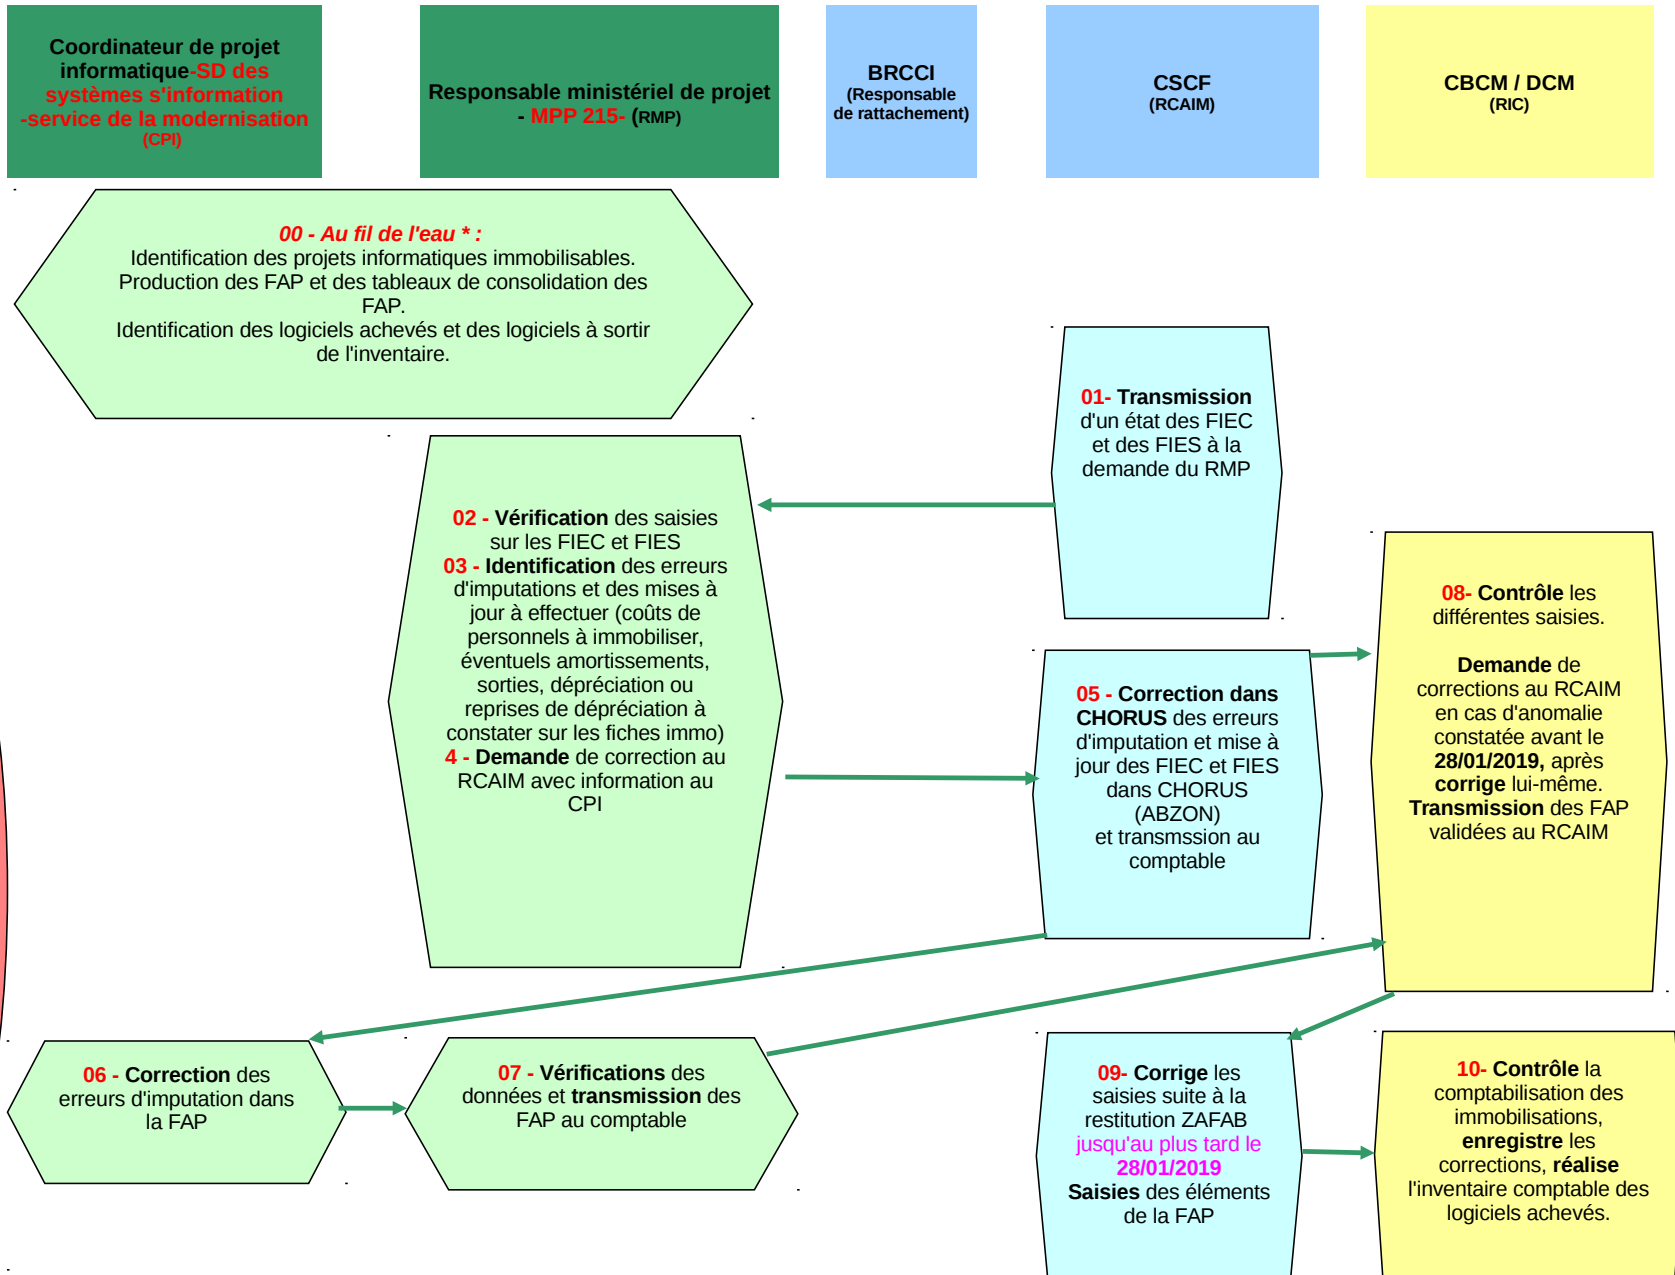 Coordinateur de projet
informatique-SD des
systèmes s'information
-service de la modernisation
(CPI)
Responsable ministériel de projet
- MPP 215- (RMP)
BRCCI
(Responsable
de rattachement)
CSCF
(RCAIM)
CBCM / DCM
(RIC)
00 - Au fil de l'eau * :
Identification des projets informatiques immobilisables.
Production des FAP et des tableaux de consolidation des
FAP.
Identification des logiciels achevés et des logiciels à sortir
de l'inventaire.
01- Transmission
d'un état des FIEC
et des FIES à la
demande du RMP
02 - Vérification des saisies
sur les FIEC et FIES
03 - Identification des erreurs
d'imputations et des mises à
jour à effectuer (coûts de
personnels à immobiliser,
éventuels amortissements,
sorties, dépréciation ou
reprises de dépréciation à
constater sur les fiches immo)
4 - Demande de correction au
RCAIM avec information au
CPI
05 - Correction dans
CHORUS des erreurs
d'imputation et mise à
jour des FIEC et FIES
dans CHORUS
(ABZON)
et transmssion au
comptable
08- Contrôle les
différentes saisies.
Demande de
corrections au RCAIM
en cas d'anomalie
constatée avant le
28/01/2019, après
corrige lui-même.
Transmission des FAP
validées au RCAIM
06 - Correction des
erreurs d'imputation dans
la FAP
07 - Vérifications des
données et transmission des
FAP au comptable
09- Corrige les
saisies suite à la
restitution ZAFAB
jusqu'au plus tard le
28/01/2019
Saisies des éléments
de la FAP
10- Contrôle la
comptabilisation des
immobilisations,
enregistre les
corrections, réalise
l'inventaire comptable des
logiciels achevés.